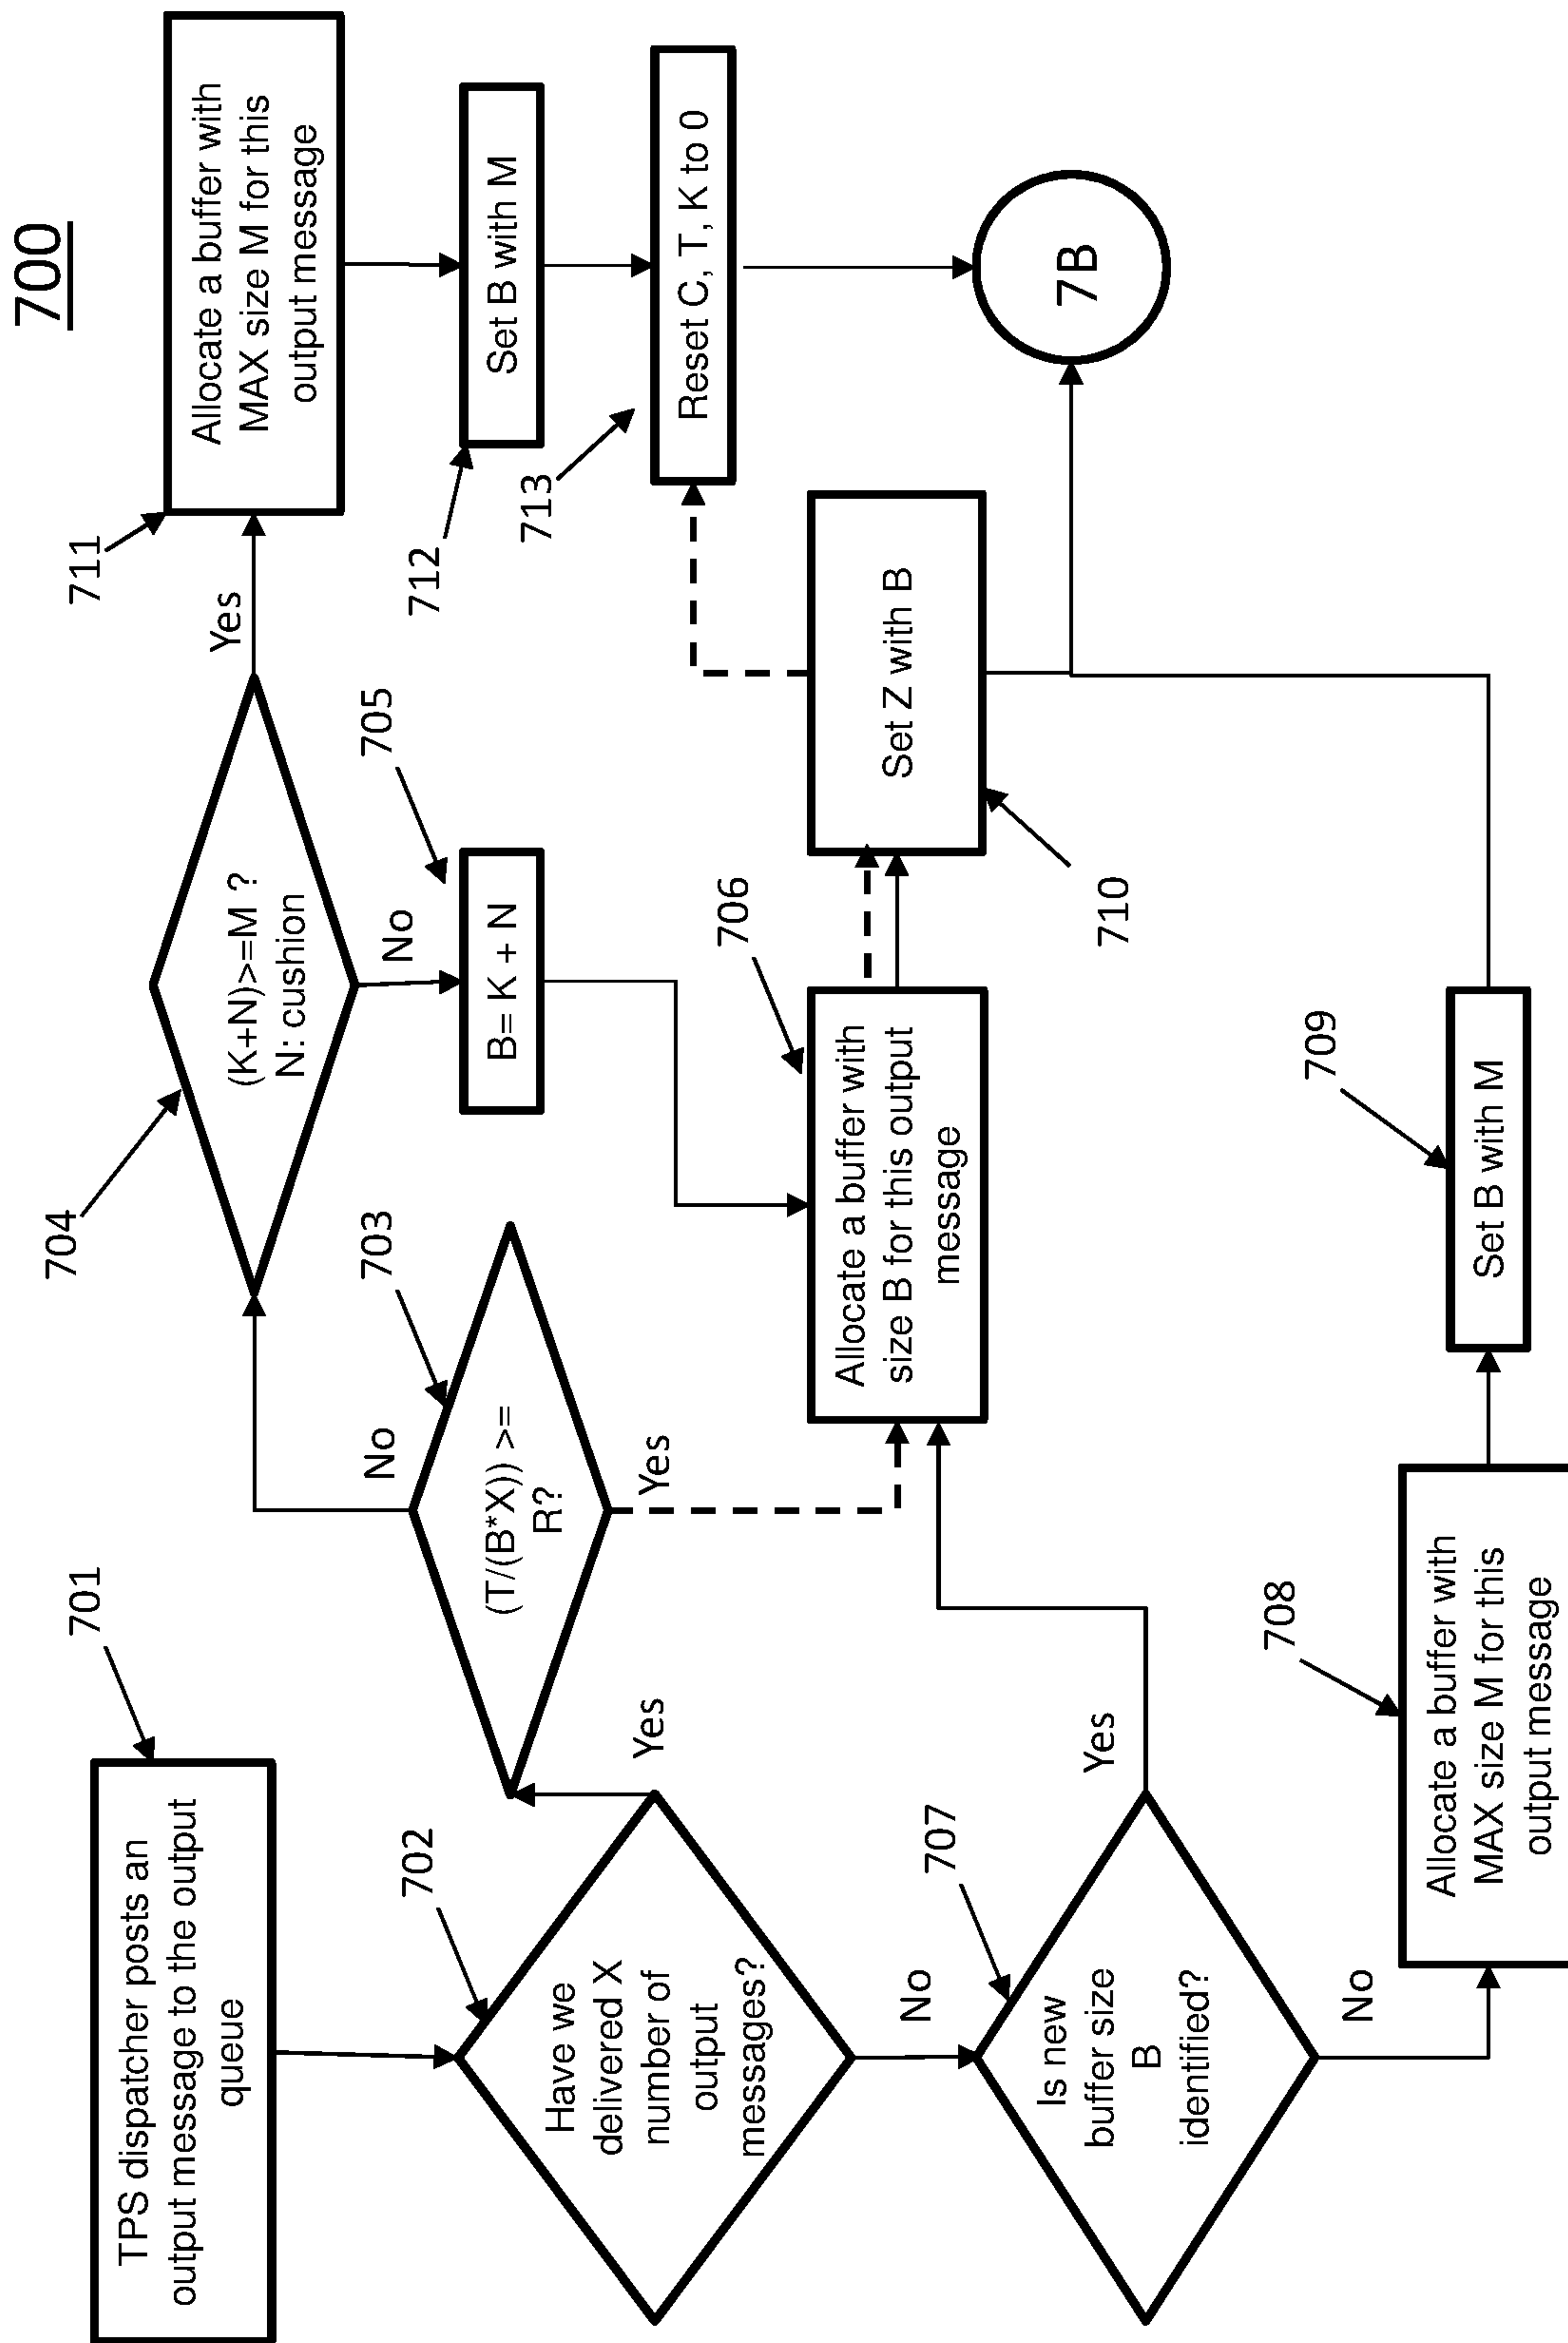 700
701
TPS dispatcher posts an
output message to the output
queue
702
Have we
delivered X
number of
output
messages?
Yes
No
703
(T/(B*X)) >=
R?
No
Yes
704
(K+N)>=M ?
N: cushion
Yes
No
705
B= K + N
706
Allocate a buffer with
size B for this output
message
707
Is new
buffer size
B
identified?
Yes
No
708
Allocate a buffer with
MAX size M for this
output message
709
Set B with M
710
Set Z with B
711
Allocate a buffer with
MAX size M for this
output message
712
Set B with M
713
Reset C, T, K to 0
7B